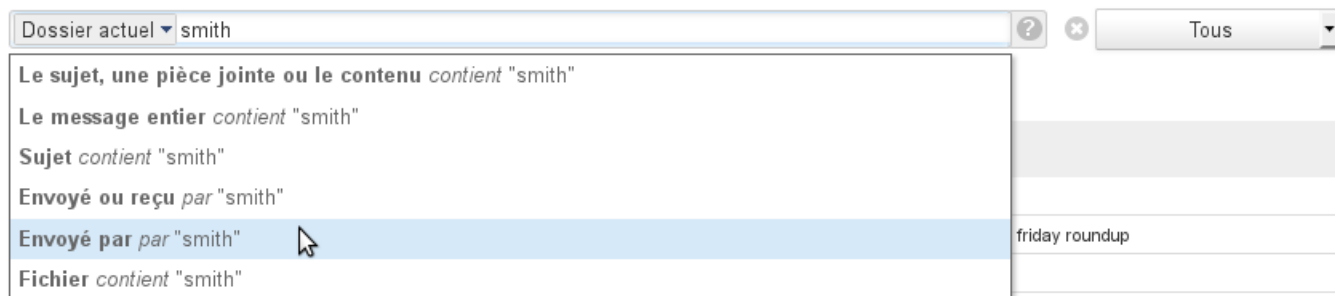 Dossier actuel smith ? Tous
Le sujet, une pièce jointe ou le contenu contient "smith"
Le message entier contient "smith"
Sujet contient "smith"
Envoyé ou reçu par "smith"
Envoyé par par "smith"
friday roundup
Fichier contient "smith"